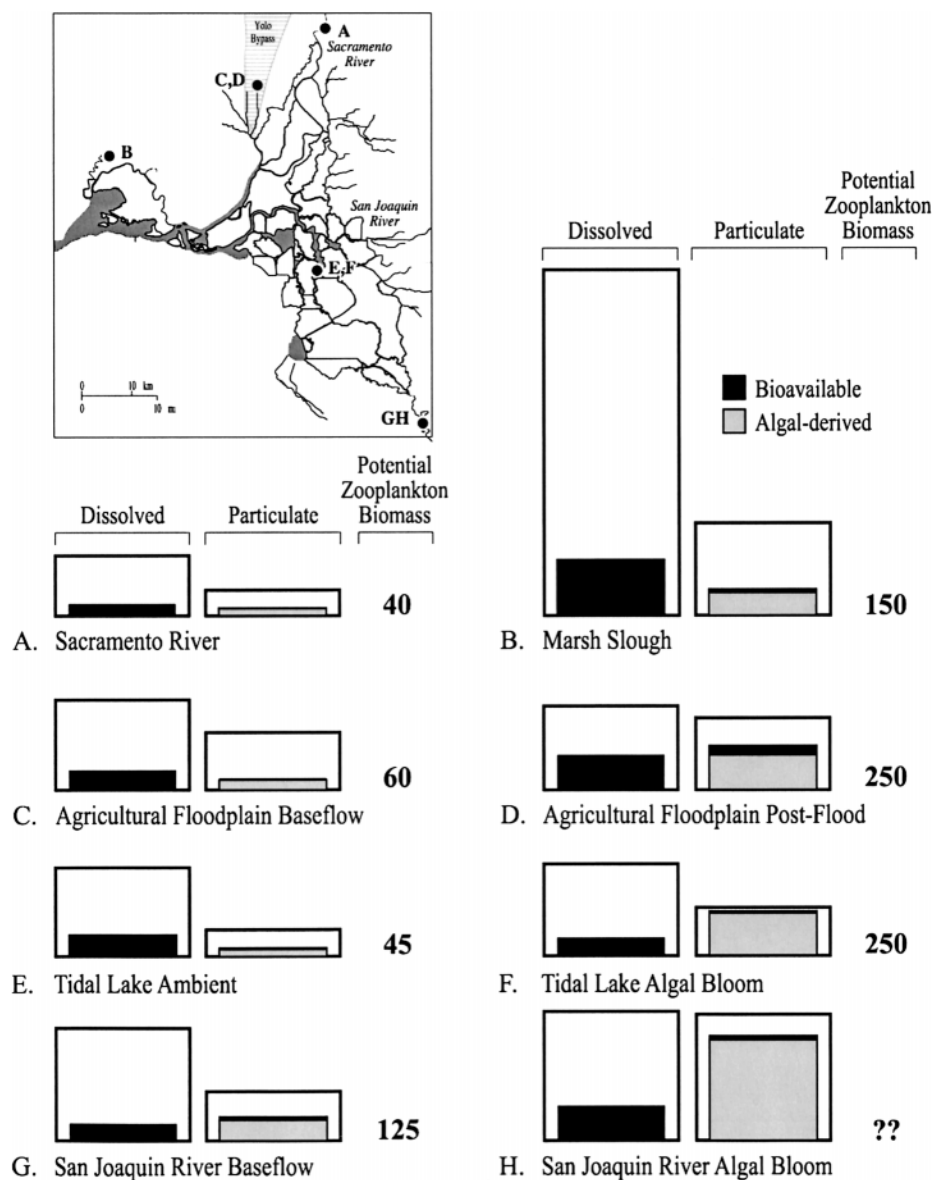 Yolo
Bypass
A
Sacramento
River
C,D
B
San Joaquin
River
E,F
0 10 km
0 10 mi
GH
Potential
Zooplankton
Biomass
Dissolved
Particulate
Bioavailable
Algal-derived
150
B. Marsh Slough
Potential
Zooplankton
Biomass
Dissolved
Particulate
40
A. Sacramento River
60
C. Agricultural Floodplain Baseflow
250
D. Agricultural Floodplain Post-Flood
45
E. Tidal Lake Ambient
250
F. Tidal Lake Algal Bloom
125
G. San Joaquin River Baseflow
??
H. San Joaquin River Algal Bloom